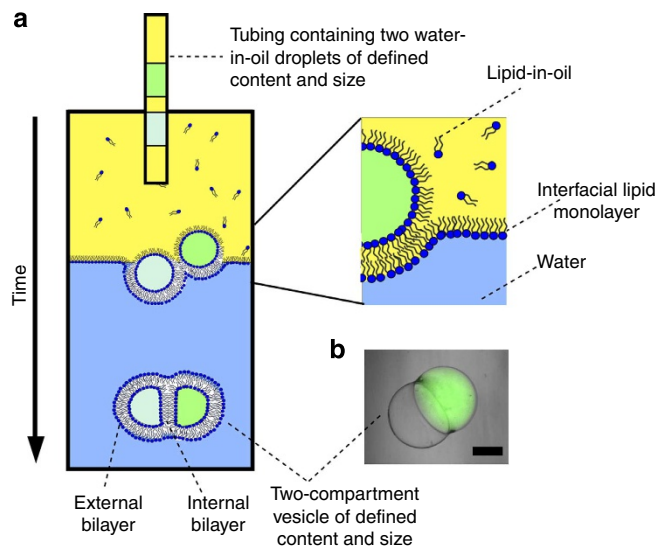 a
Tubing containing two water-
in-oil droplets of defined
content and size
Lipid-in-oil
Interfacial lipid
monolayer
Water
Time
b
External
bilayer
Internal
bilayer
Two-compartment
vesicle of defined
content and size